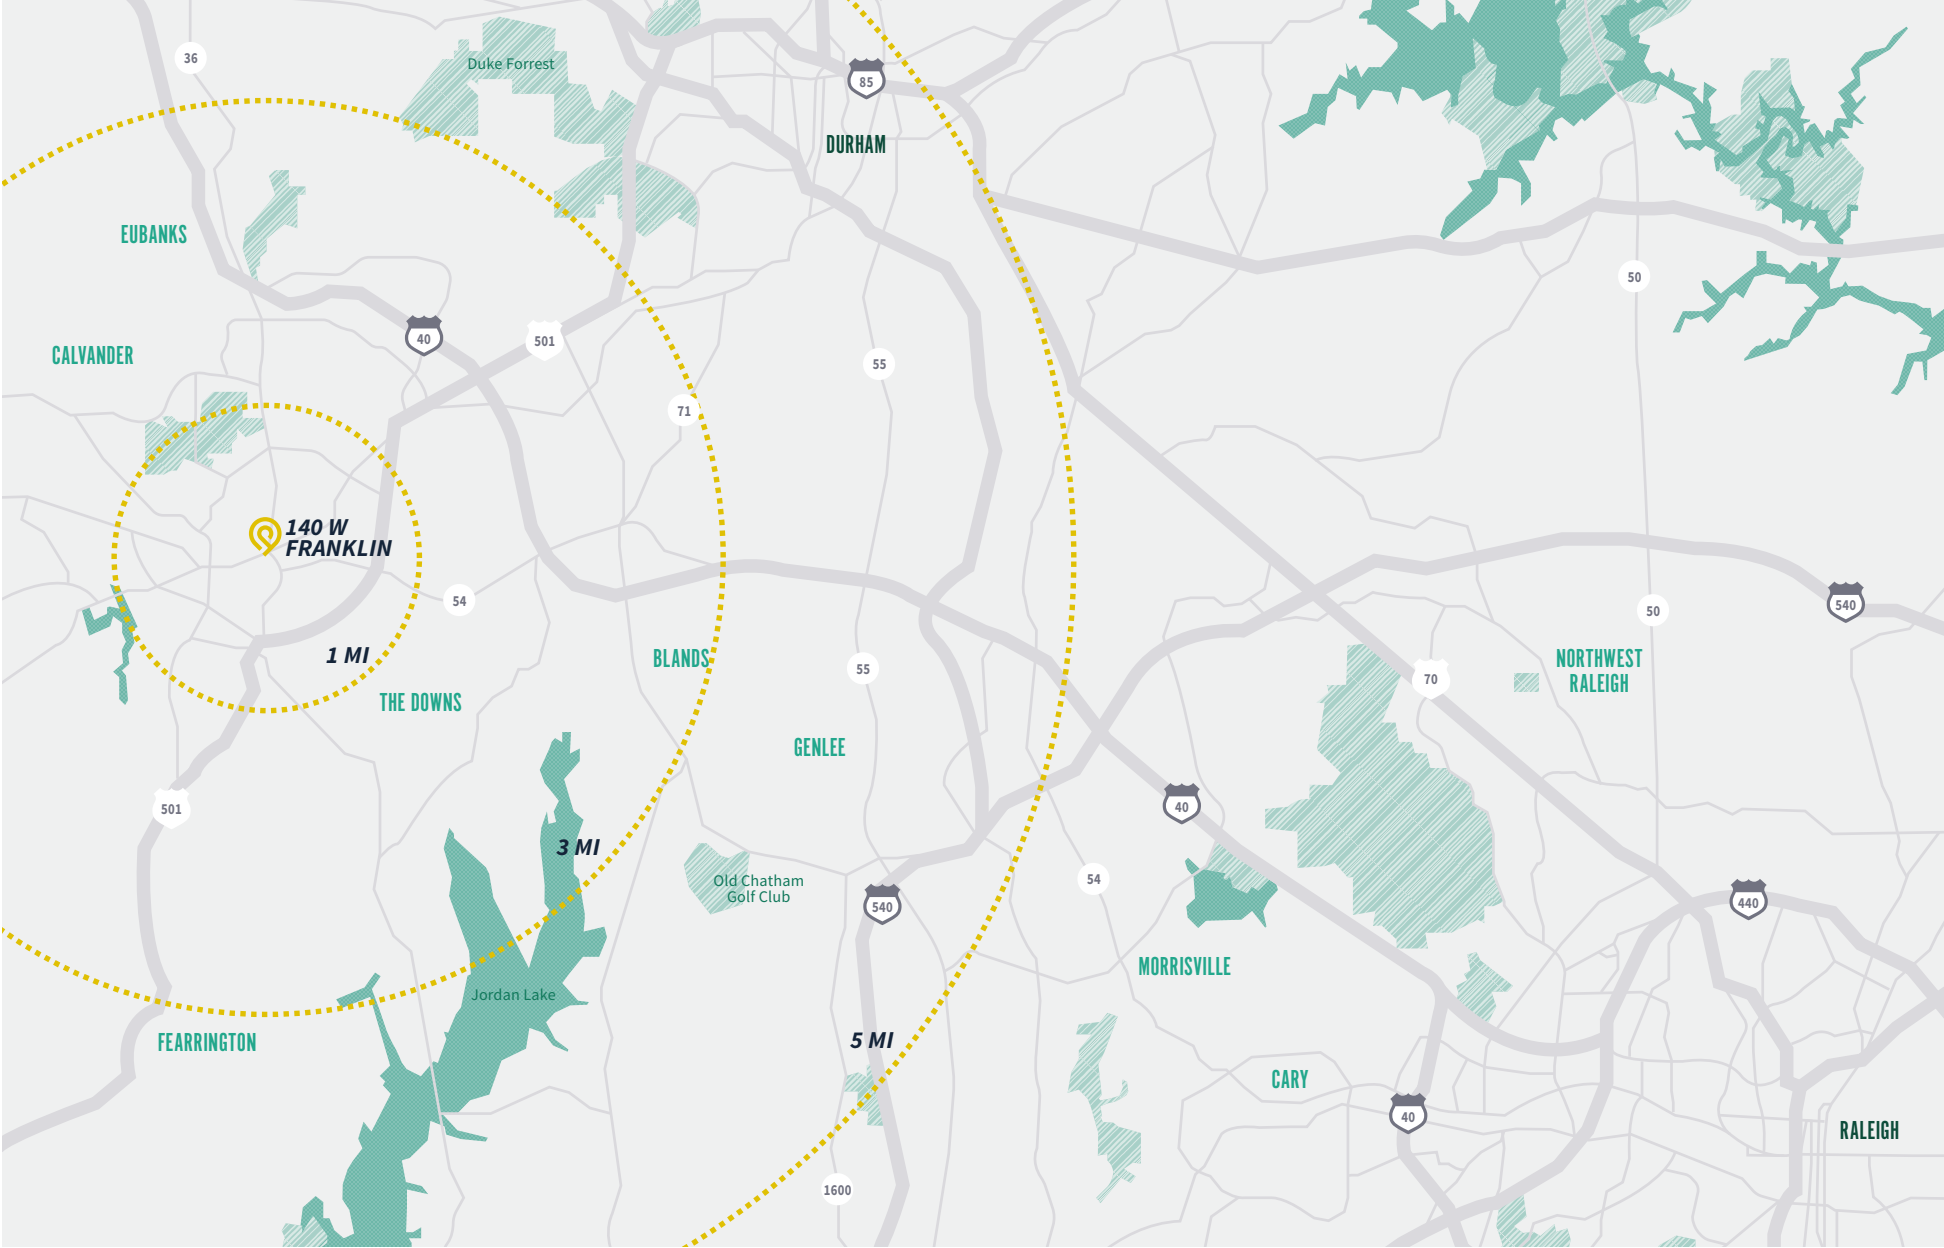 36
Duke Forrest
85
DURHAM
EUBANKS
50
40
501
CALVANDER
55
71
140 W
FRANKLIN
54
50
540
1 MI
BLANDS
55
70
NORTHWEST
RALEIGH
THE DOWNS
GENLEE
501
40
3 MI
Old Chatham
Golf Club
54
540
440
MORRISVILLE
Jordan Lake
FEARRINGTON
5 MI
CARY
40
RALEIGH
1600